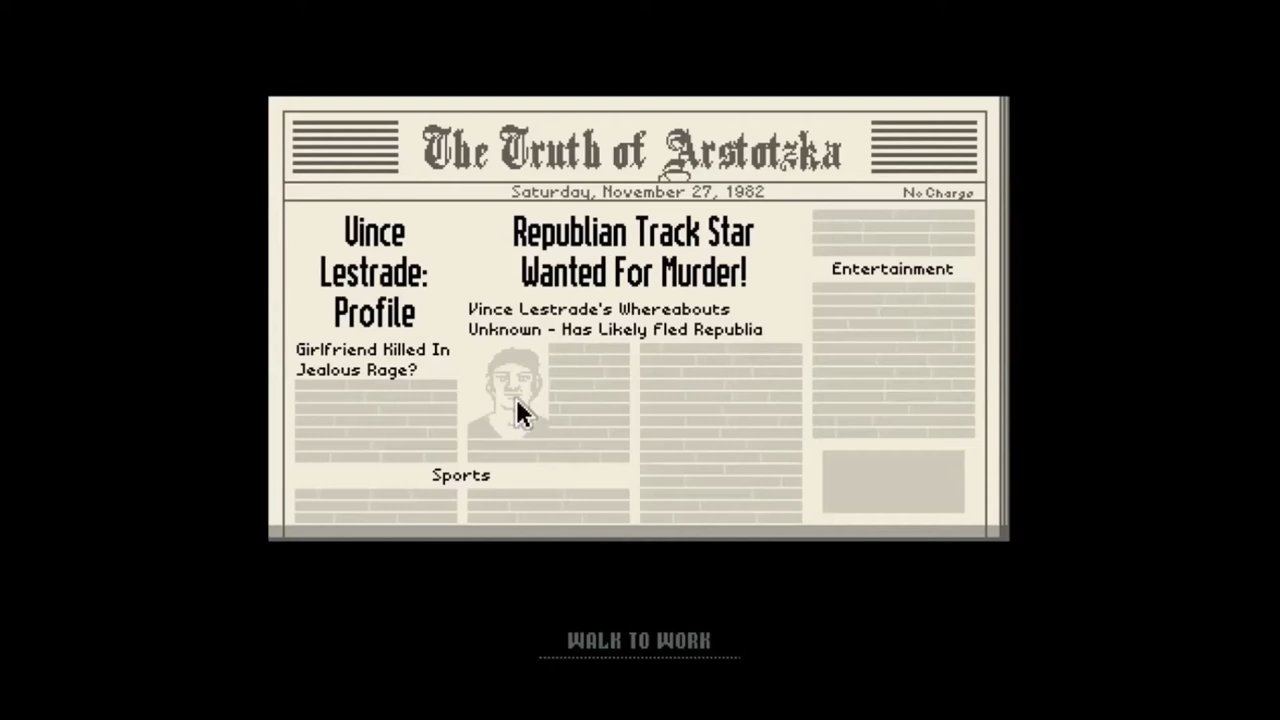 The Truth of Arstotzka
Saturday, November 27, 1982
No Charge
Vince
Lestrade:
Profile
Girlfriend Killed In
Jealous Rage?
Republian Track Star
Wanted For Murder!
Vince Lestrade's Whereabouts
Unknown - Has Likely Fled Republia
Entertainment
Sports
WALK TO WORK